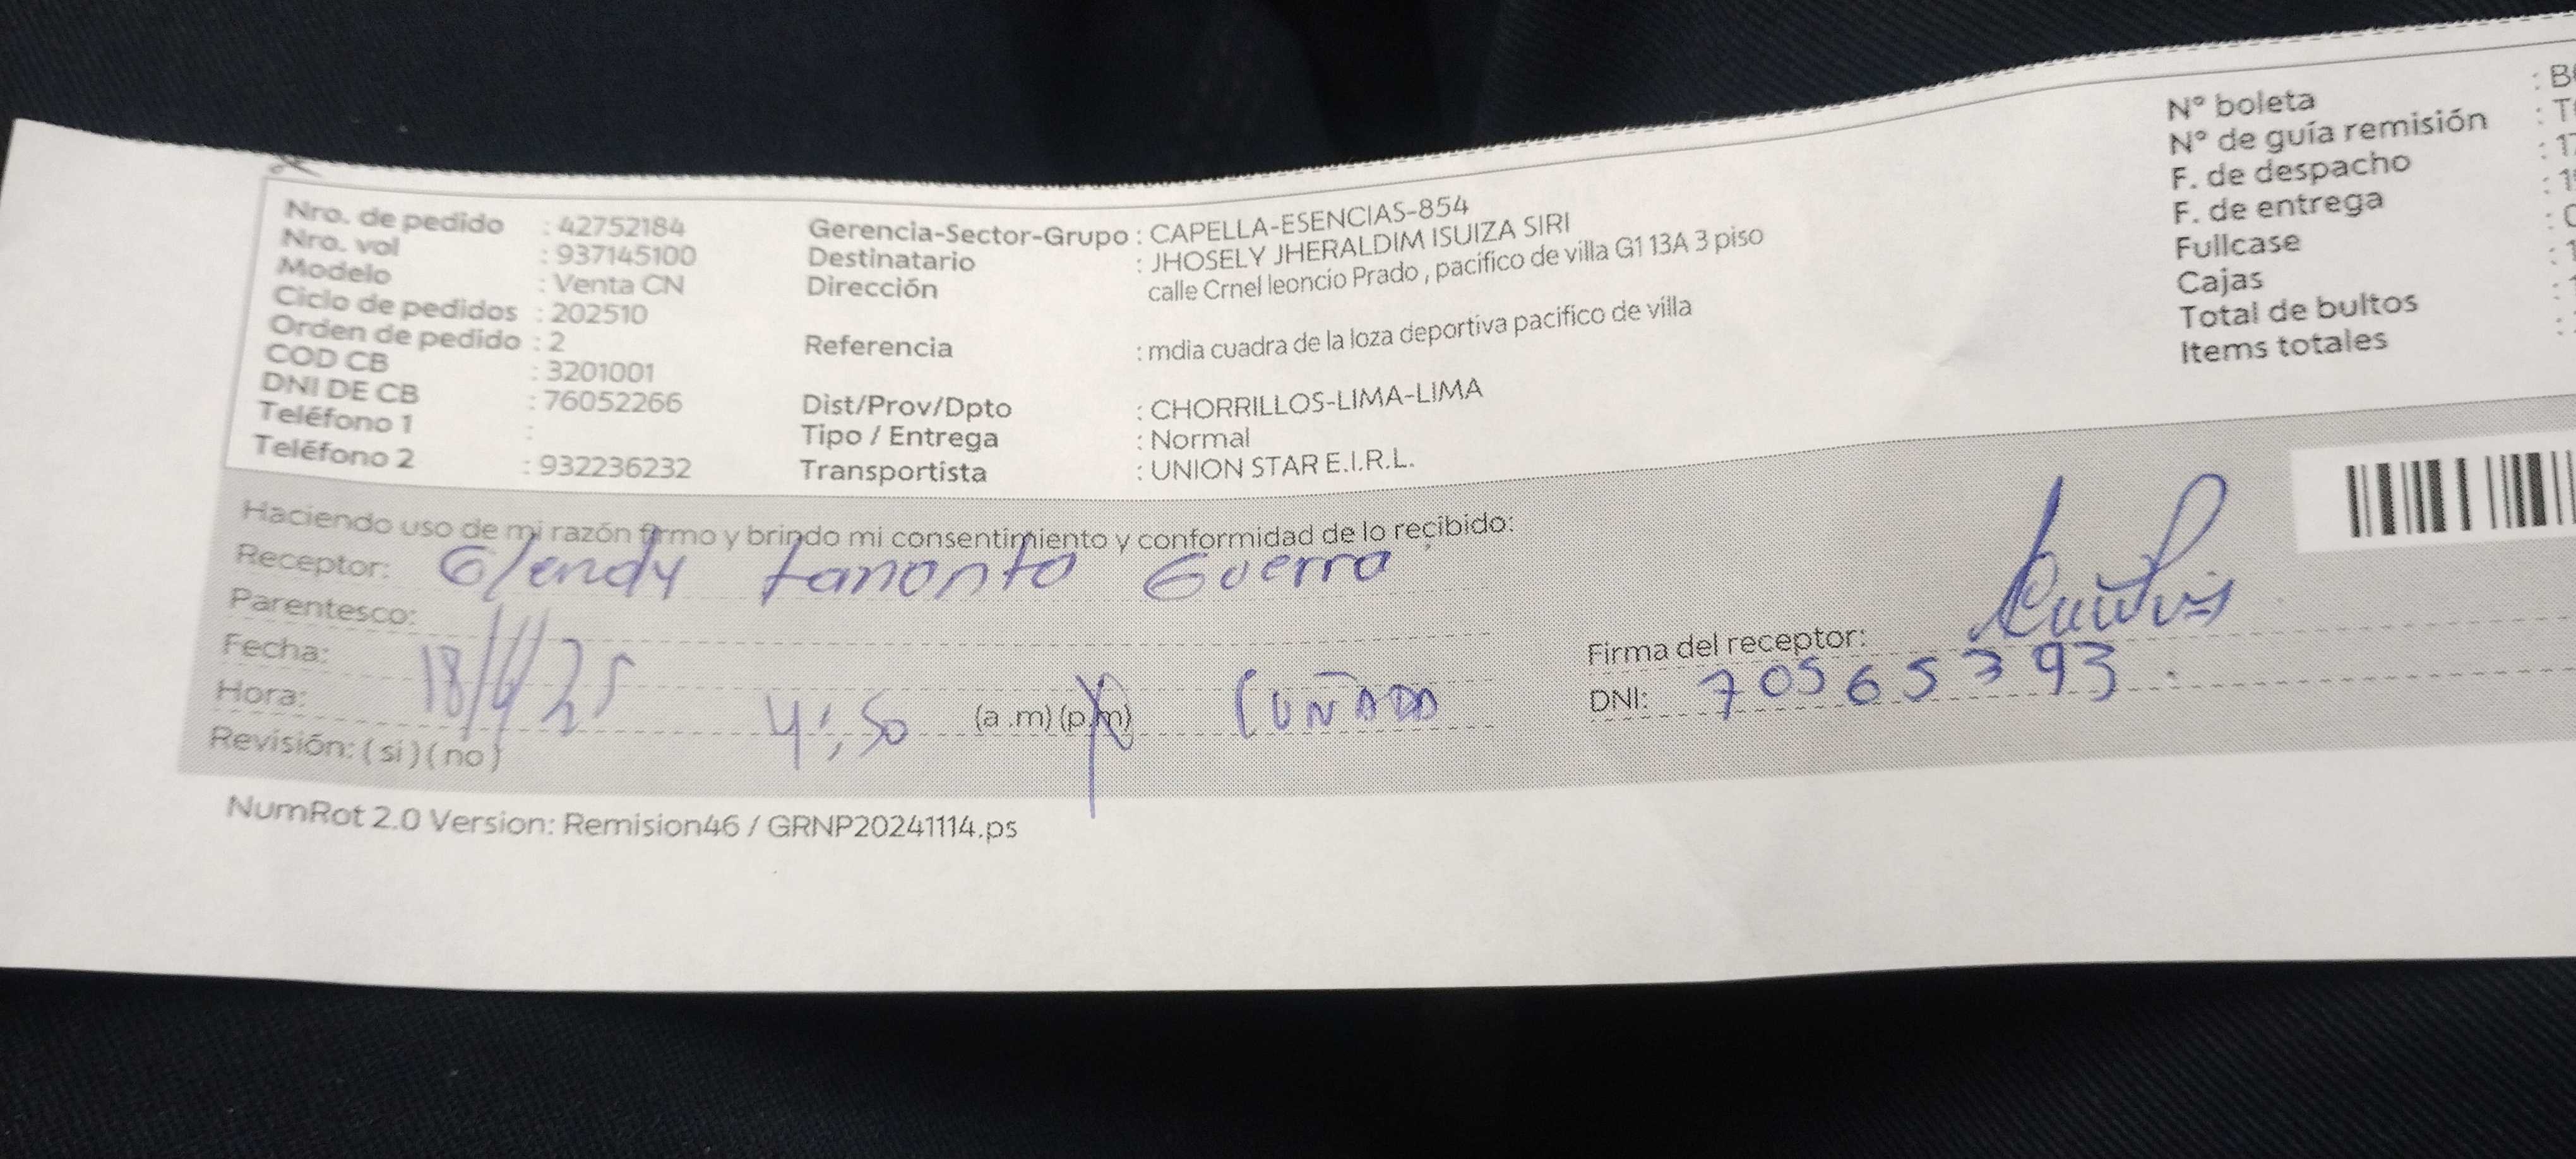 Nro. de pedido : 42752184
Nro. vol : 937145100
Modelo : Venta CN
Ciclo de pedidos : 202510
Orden de pedido : 2
COD CB : 3201001
DNI DE CB : 76052266
Teléfono 1 :
Teléfono 2 : 932236232
Gerencia-Sector-Grupo : CAPELLA-ESENCIAS-854
Destinatario : JHOSELY JHERALDIM ISUIZA SIRI
Dirección calle Crnel leoncio Prado , pacifico de villa G1 13A 3 piso
Referencia : mdia cuadra de la loza deportiva pacifico de villa
Dist/Prov/Dpto : CHORRILLOS-LIMA-LIMA
Tipo / Entrega : Normal
Transportista : UNION STAR E.I.R.L.
N° boleta : B
N° de guía remisión : T
F. de despacho : 1
F. de entrega : 1
Fullcase
Cajas
Total de bultos
Items totales
Haciendo uso de mi razón firmo y brindo mi consentimiento y conformidad de lo recibido:
Receptor: Glendy Guerra
Parentesco:
Fecha: 18/ /25
Hora: 4:50 (a .m) (p.m) CUÑADA
Revisión: ( si ) ( no )
Firma del receptor:
DNI: 70565393
NumRot 2.0 Version: Remision46 / GRNP20241114.ps